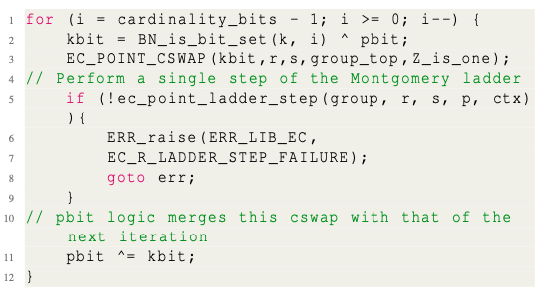 1 for (i = cardinality_bits - 1; i >= 0; i--) {
2 kbit = BN_is_bit_set(k, i) ^ pbit;
3 EC_POINT_CSWAP(kbit,r,s,group_top,Z_is_one);
4 // Perform a single step of the Montgomery ladder
5 if (!ec_point_ladder_step(group, r, s, p, ctx)
){
6 ERR_raise(ERR_LIB_EC,
7 EC_R_LADDER_STEP_FAILURE);
8 goto err;
9 }
10 // pbit logic merges this cswap with that of the
next iteration
11 pbit ^= kbit;
12 }